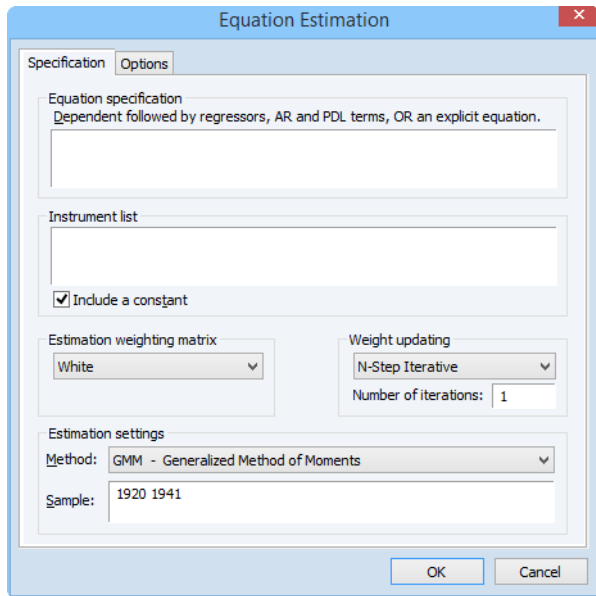 Equation Estimation
Specification
Options
Equation specification
Dependent followed by regressors, AR and PDL terms, OR an explicit equation.
Instrument list
Include a constant
Estimation weighting matrix
White
Weight updating
N-Step Iterative
Number of iterations: 1
Estimation settings
Method: GMM - Generalized Method of Moments
Sample: 1920 1941
OK
Cancel